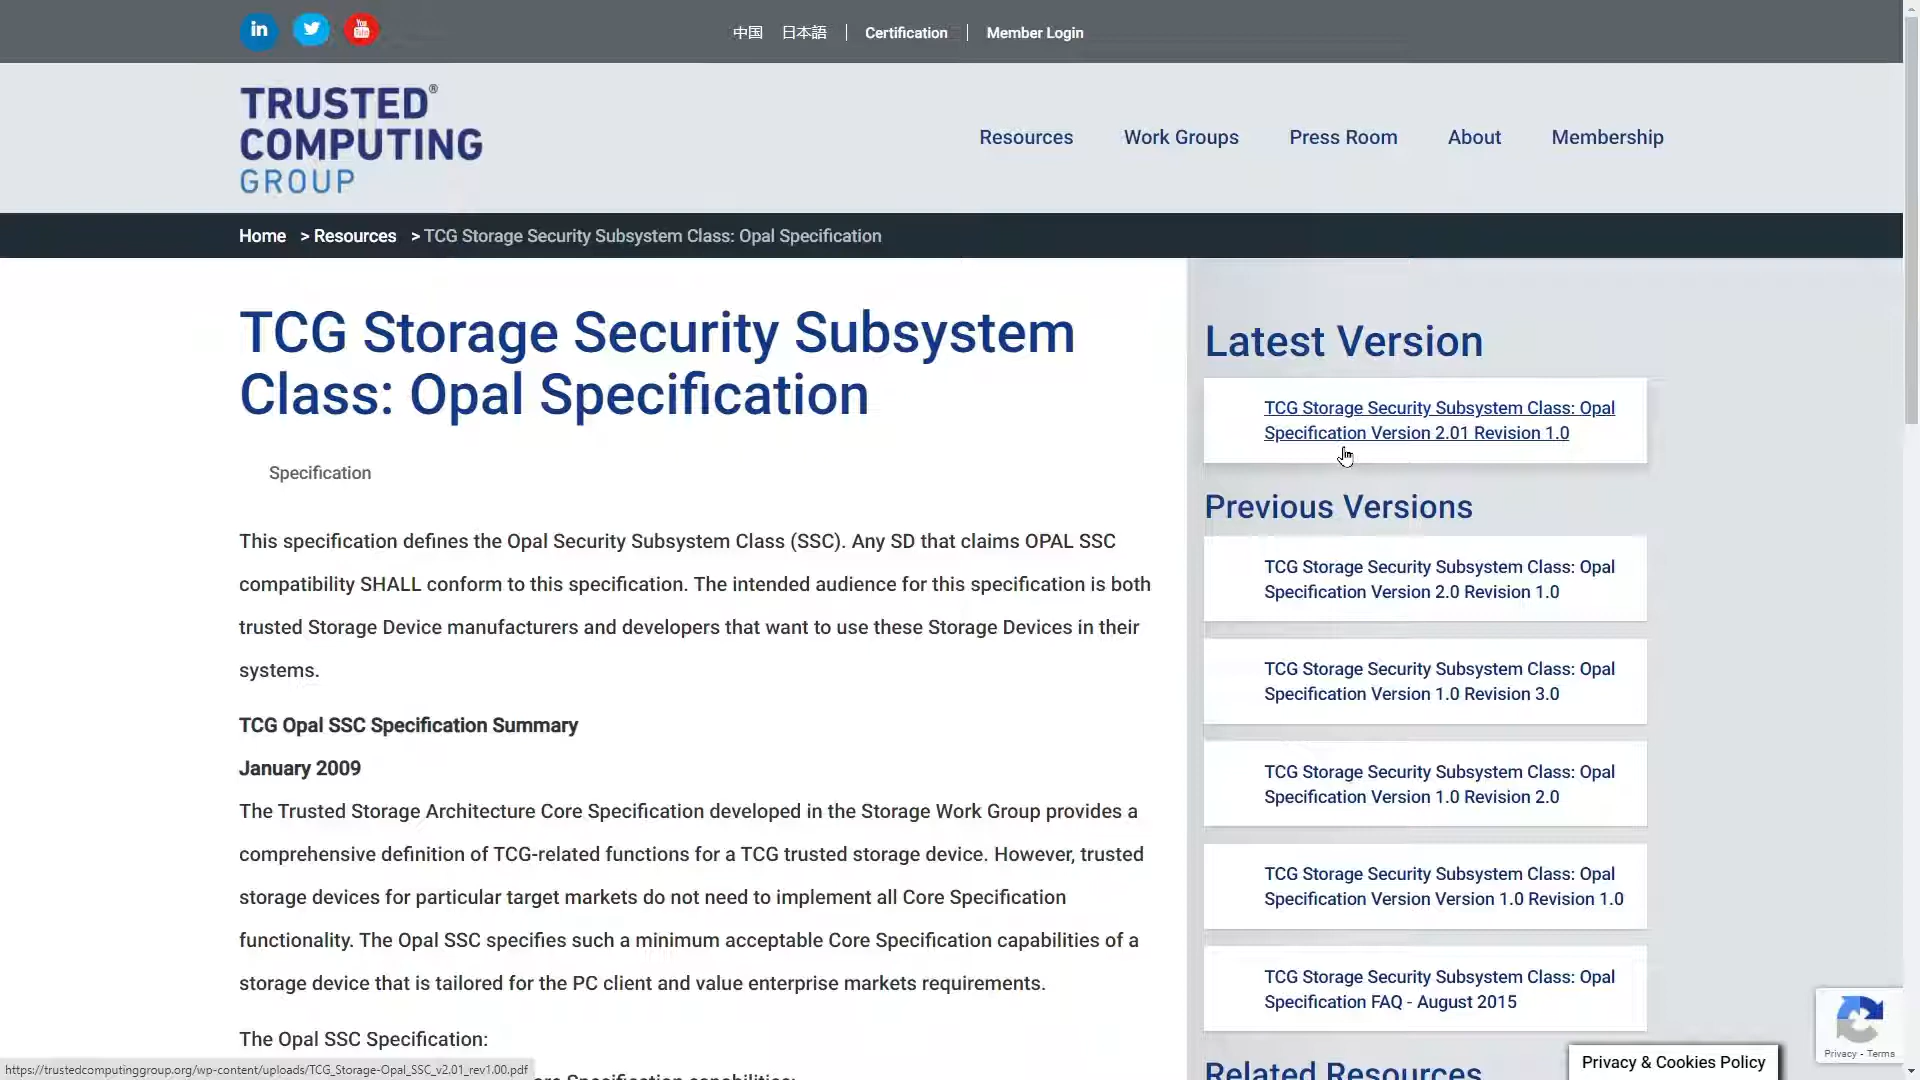 in
You
Tube
中国 日本語 Certification Member Login
TRUSTED®
COMPUTING
GROUP
Resources Work Groups Press Room About Membership
Home > Resources > TCG Storage Security Subsystem Class: Opal Specification
TCG Storage Security Subsystem
Class: Opal Specification
Specification
This specification defines the Opal Security Subsystem Class (SSC). Any SD that claims OPAL SSC
compatibility SHALL conform to this specification. The intended audience for this specification is both
trusted Storage Device manufacturers and developers that want to use these Storage Devices in their
systems.
TCG Opal SSC Specification Summary
January 2009
The Trusted Storage Architecture Core Specification developed in the Storage Work Group provides a
comprehensive definition of TCG-related functions for a TCG trusted storage device. However, trusted
storage devices for particular target markets do not need to implement all Core Specification
functionality. The Opal SSC specifies such a minimum acceptable Core Specification capabilities of a
storage device that is tailored for the PC client and value enterprise markets requirements.
The Opal SSC Specification:
Specification capabilities:
https://trustedcomputinggroup.org/wp-content/uploads/TCG_Storage-Opal_SSC_v2.01_rev1.00.pdf
Latest Version
TCG Storage Security Subsystem Class: Opal
Specification Version 2.01 Revision 1.0
Previous Versions
TCG Storage Security Subsystem Class: Opal
Specification Version 2.0 Revision 1.0
TCG Storage Security Subsystem Class: Opal
Specification Version 1.0 Revision 3.0
TCG Storage Security Subsystem Class: Opal
Specification Version 1.0 Revision 2.0
TCG Storage Security Subsystem Class: Opal
Specification Version Version 1.0 Revision 1.0
TCG Storage Security Subsystem Class: Opal
Specification FAQ - August 2015
Related Resources
Privacy & Cookies Policy
Privacy - Terms